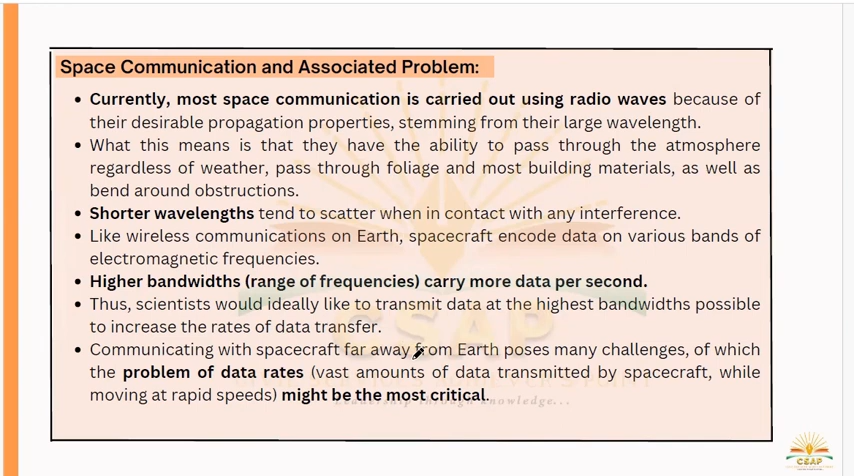 Space Communication and Associated Problem:
• Currently, most space communication is carried out using radio waves because of
their desirable propagation properties, stemming from their large wavelength.
• What this means is that they have the ability to pass through the atmosphere
regardless of weather, pass through foliage and most building materials, as well as
bend around obstructions.
• Shorter wavelengths tend to scatter when in contact with any interference.
• Like wireless communications on Earth, spacecraft encode data on various bands of
electromagnetic frequencies.
• Higher bandwidths (range of frequencies) carry more data per second.
• Thus, scientists would ideally like to transmit data at the highest bandwidths possible
to increase the rates of data transfer.
• Communicating with spacecraft far away from Earth poses many challenges, of which
the problem of data rates (vast amounts of data transmitted by spacecraft, while
moving at rapid speeds) might be the most critical.
CSAP
Leadership through knowledge...
CSAP